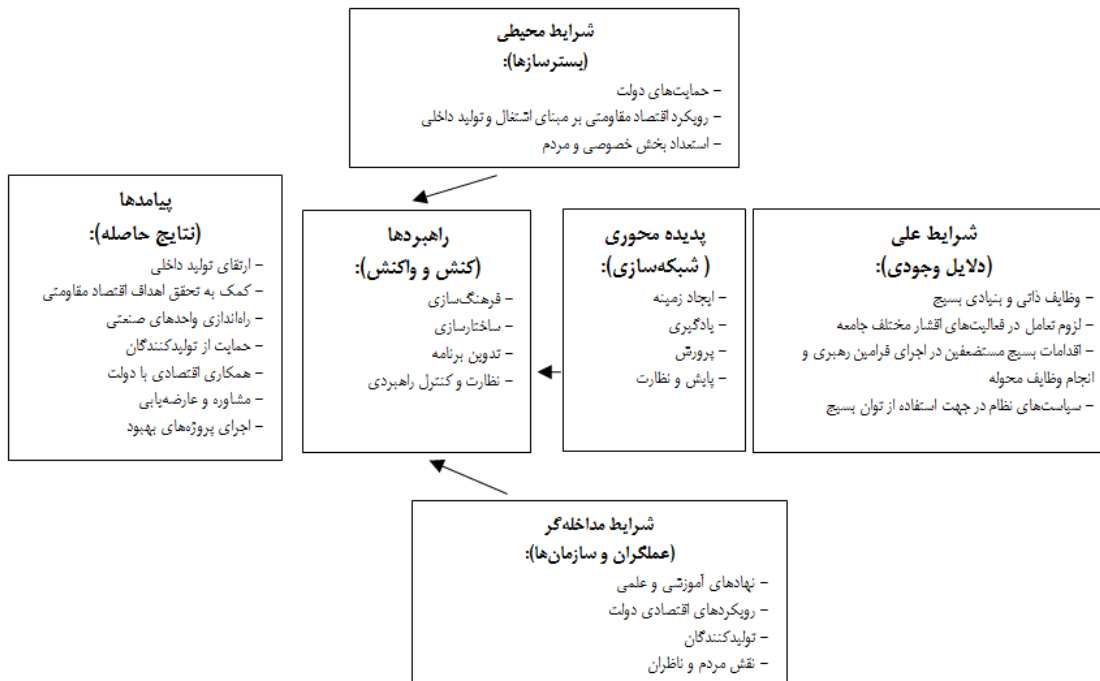 شرایط محیطی
(بسترسازها):
- حمایت‌های دولت
- رویکرد اقتصاد مقاومتی بر مبنای اشتغال و تولید داخلی
- استعداد بخش خصوصی و مردم
شرایط علی
(دلایل وجودی):
- وظایف ذاتی و بنیادی بسیج
- لزوم تعامل در فعالیت‌های اقشار مختلف جامعه
- اقدامات بسیج مستضعفین در اجرای فرامین رهبری و
انجام وظایف محوله
- سیاست‌های نظام در جهت استفاده از توان بسیج
پدیده محوری
( شبکه‌سازی):
- ایجاد زمینه
- یادگیری
- پرورش
- پایش و نظارت
راهبردها
(کنش و واکنش):
- فرهنگ‌سازی
- ساختارسازی
- تدوین برنامه
- نظارت و کنترل راهبردی
پیامدها
(نتایج حاصله):
- ارتقای تولید داخلی
- کمک به تحقق اهداف اقتصاد مقاومتی
- راه‌اندازی واحدهای صنعتی
- حمایت از تولیدکنندگان
- همکاری اقتصادی با دولت
- مشاوره و عارضه‌یابی
- اجرای پروژه‌های بهبود
شرایط مداخله‌گر
(عملگران و سازمان‌ها):
- نهادهای آموزشی و علمی
- رویکردهای اقتصادی دولت
- تولیدکنندگان
- نقش مردم و ناظران